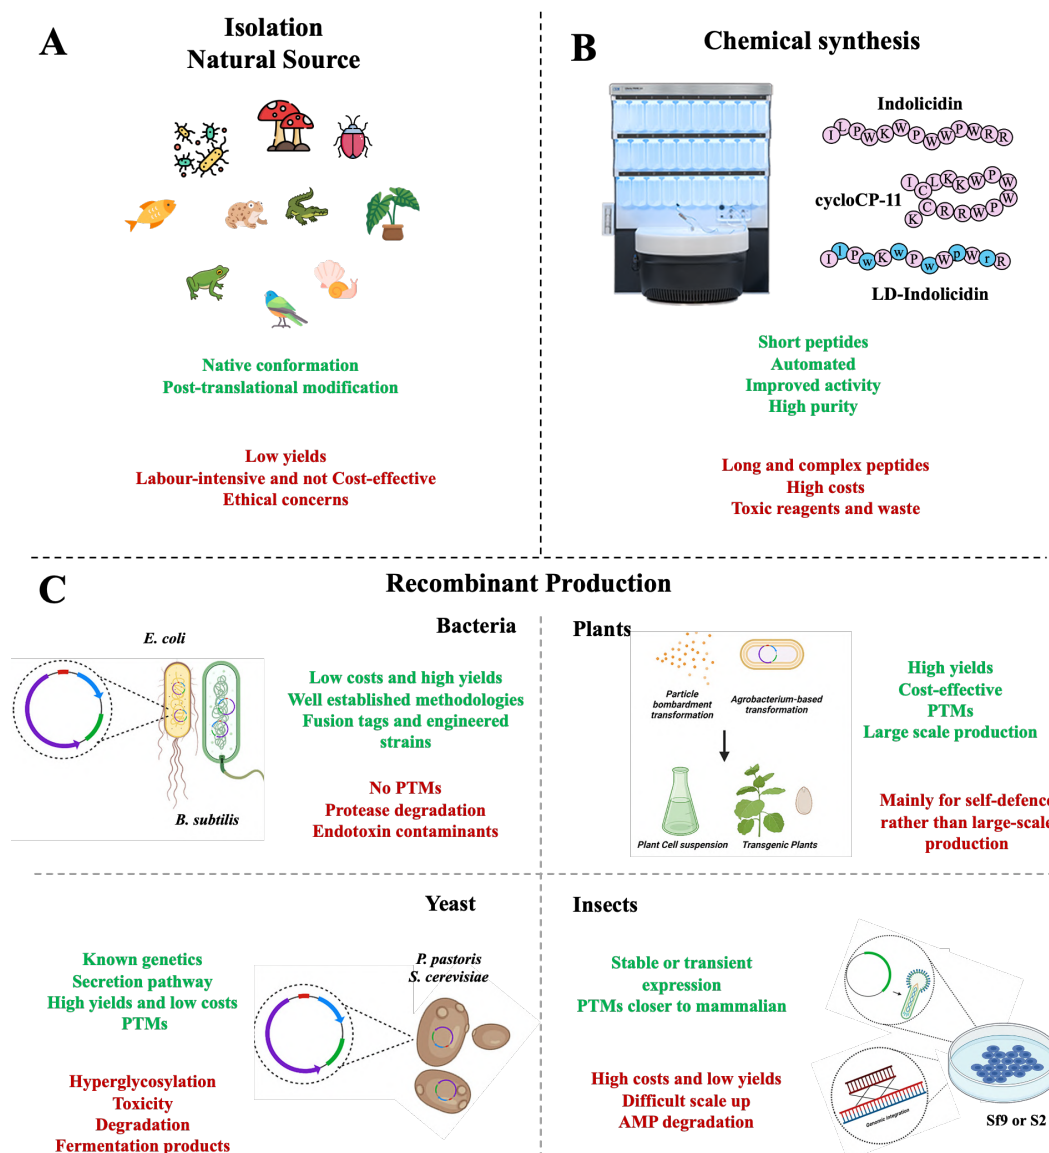 A
Isolation
Natural Source
Native conformation
Post-translational modification
Low yields
Labour-intensive and not Cost-effective
Ethical concerns
B
Chemical synthesis
Indolicidin
I L P W K W P W W P W R R
cycloCP-11
I C L K K W P W
K C R R W P W
I l P w K w P w W p W r R
LD-Indolicidin
Short peptides
Automated
Improved activity
High purity
Long and complex peptides
High costs
Toxic reagents and waste
C
Recombinant Production
Bacteria
E. coli
B. subtilis
Low costs and high yields
Well established methodologies
Fusion tags and engineered
strains
No PTMs
Protease degradation
Endotoxin contaminants
Plants
Particle
bombardment
transformation
Agrobacterium-based
transformation
Plant Cell suspension
Transgenic Plants
High yields
Cost-effective
PTMs
Large scale production
Mainly for self-defence
rather than large-scale
production
Yeast
Known genetics
Secretion pathway
High yields and low costs
PTMs
Hyperglycosylation
Toxicity
Degradation
Fermentation products
P. pastoris
S. cerevisiae
Insects
Stable or transient
expression
PTMs closer to mammalian
High costs and low yields
Difficult scale up
AMP degradation
Genomic integration
Sf9 or S2